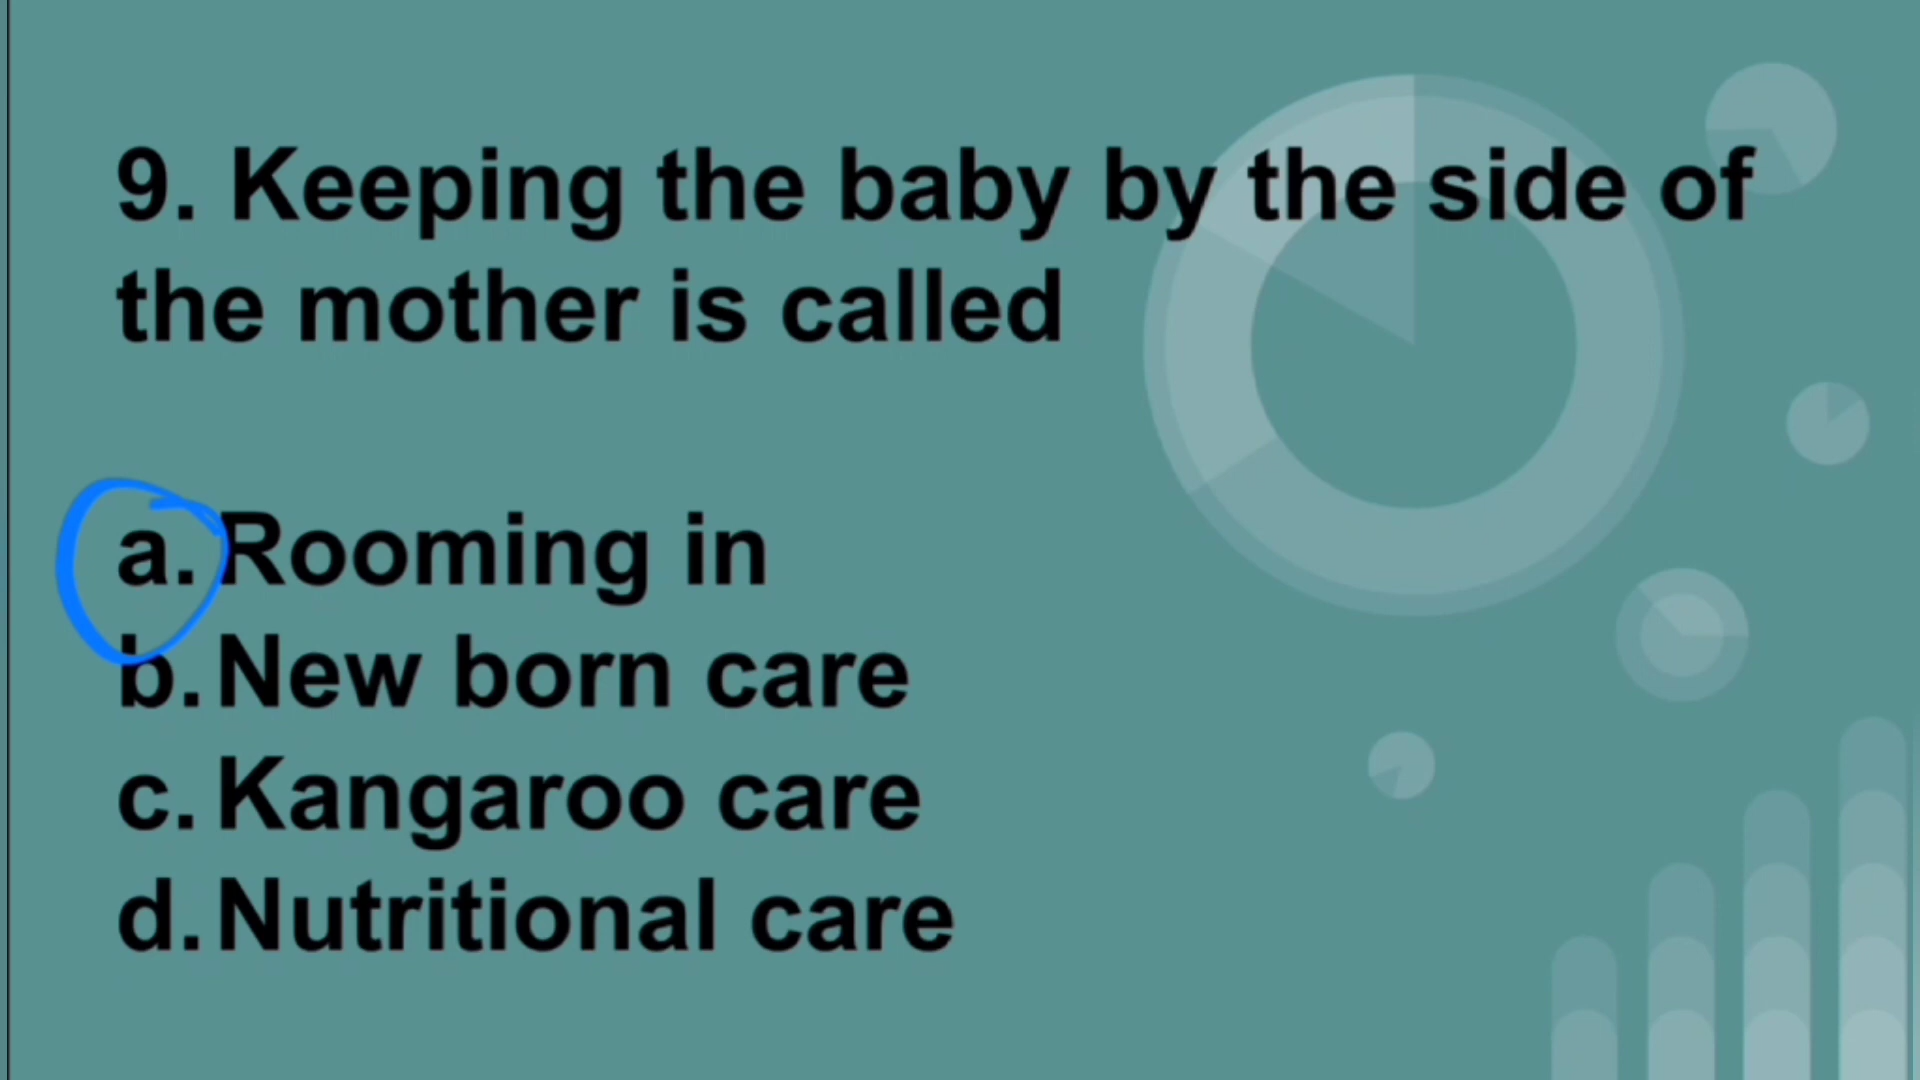 9. Keeping the baby by the side of
the mother is called
a. Rooming in
b. New born care
c. Kangaroo care
d. Nutritional care